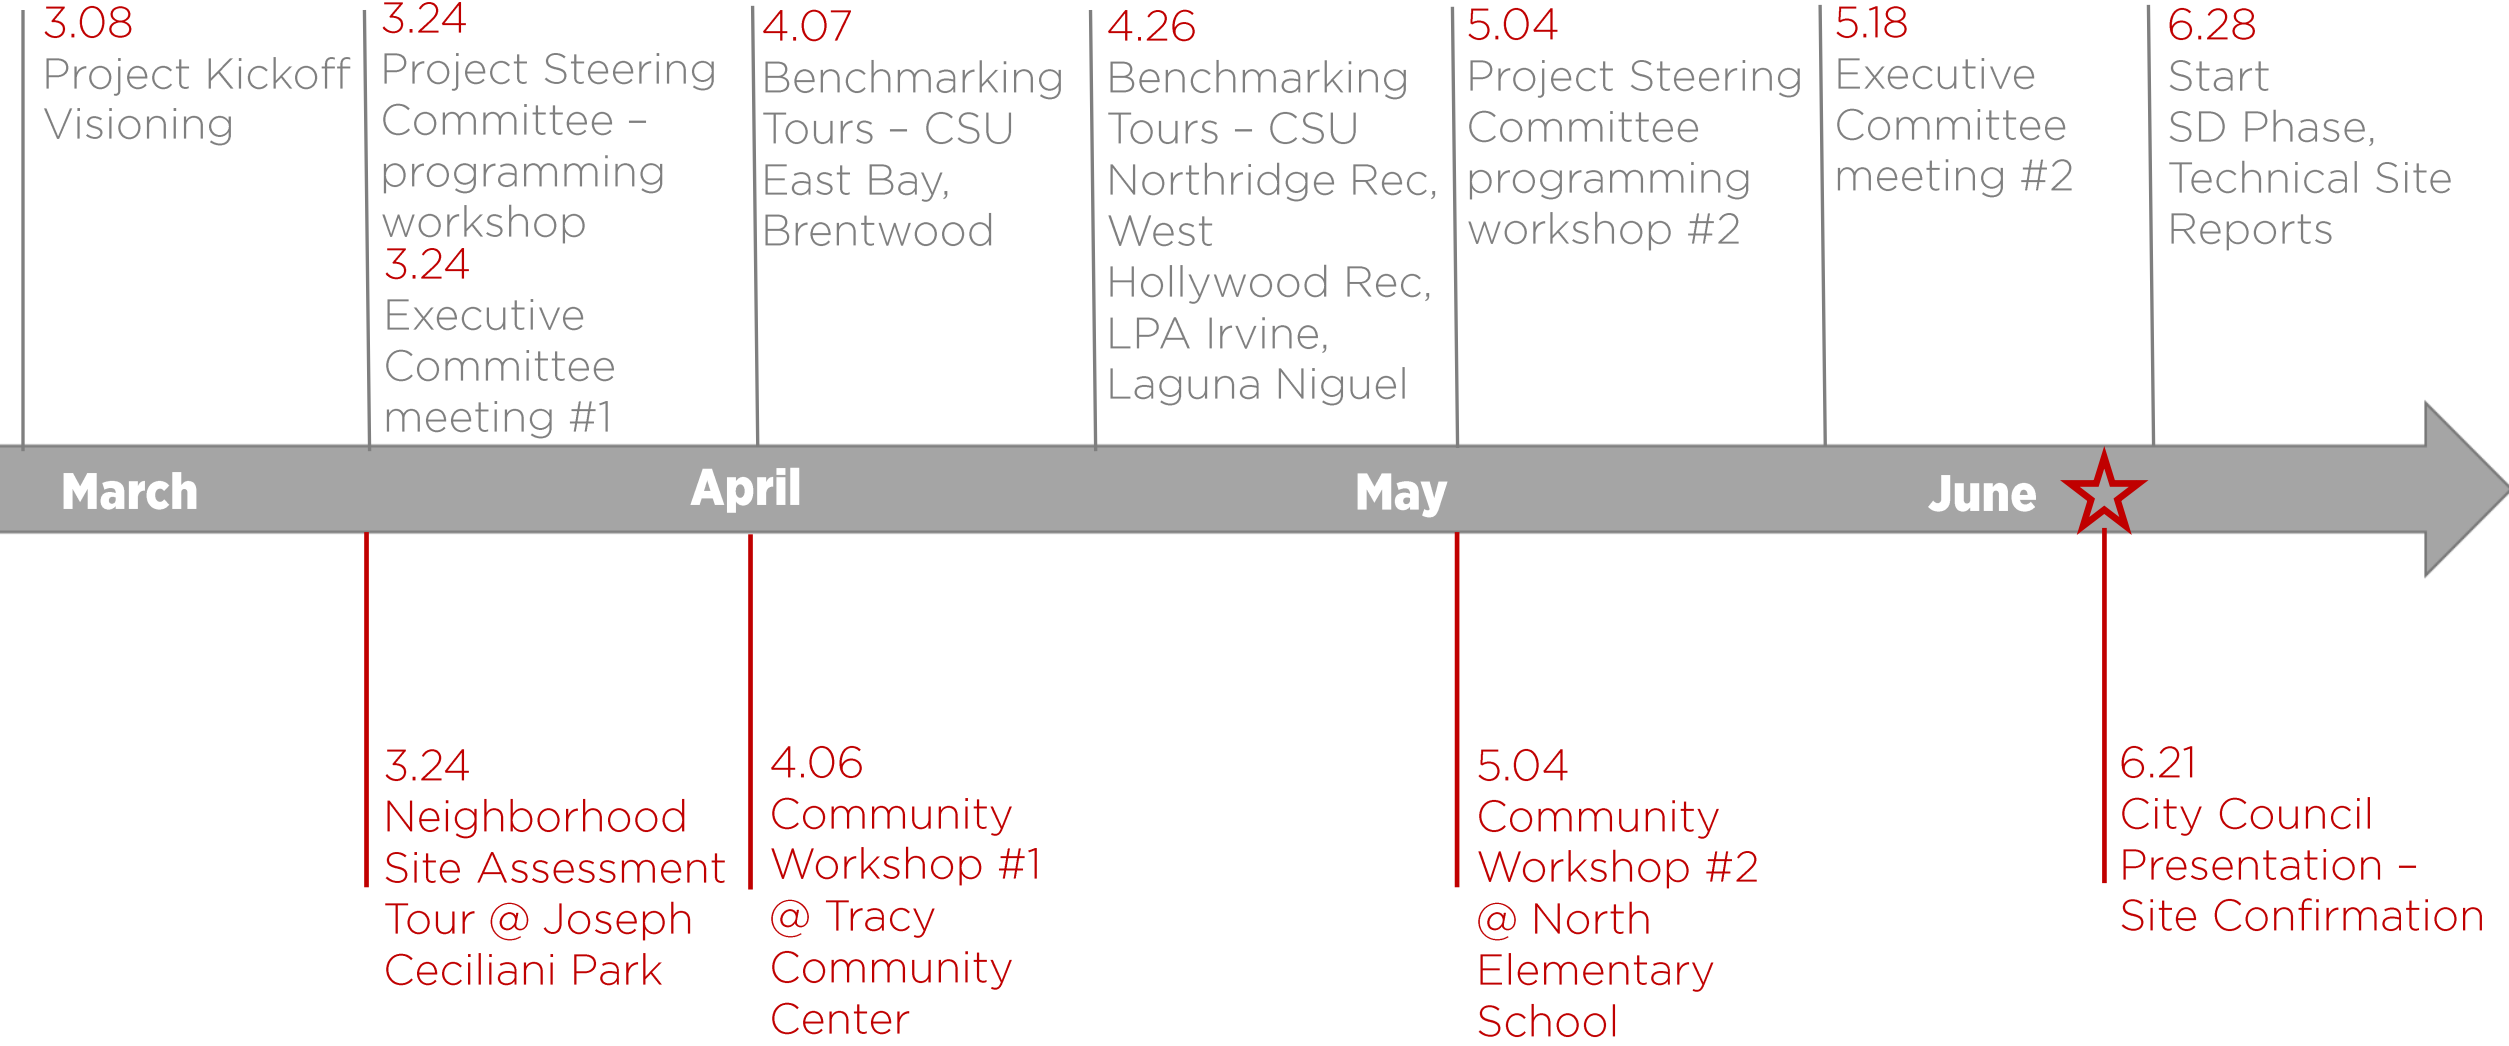 3.08
Project Kickoff
Visioning
3.24
Project Steering
Committee –
programming
workshop
3.24
Executive
Committee
meeting #1
4.07
Benchmarking
Tours – CSU
East Bay,
Brentwood
4.26
Benchmarking
Tours – CSU
Northridge Rec,
West
Hollywood Rec,
LPA Irvine,
Laguna Niguel
5.04
Project Steering
Committee
programming
workshop #2
5.18
Executive
Committee
meeting #2
6.28
Start
SD Phase,
Technical Site
Reports
March
April
May
June
3.24
Neighborhood
Site Assessment
Tour @ Joseph
Ceciliani Park
4.06
Community
Workshop #1
@ Tracy
Community
Center
5.04
Community
Workshop #2
@ North
Elementary
School
6.21
City Council
Presentation –
Site Confirmation